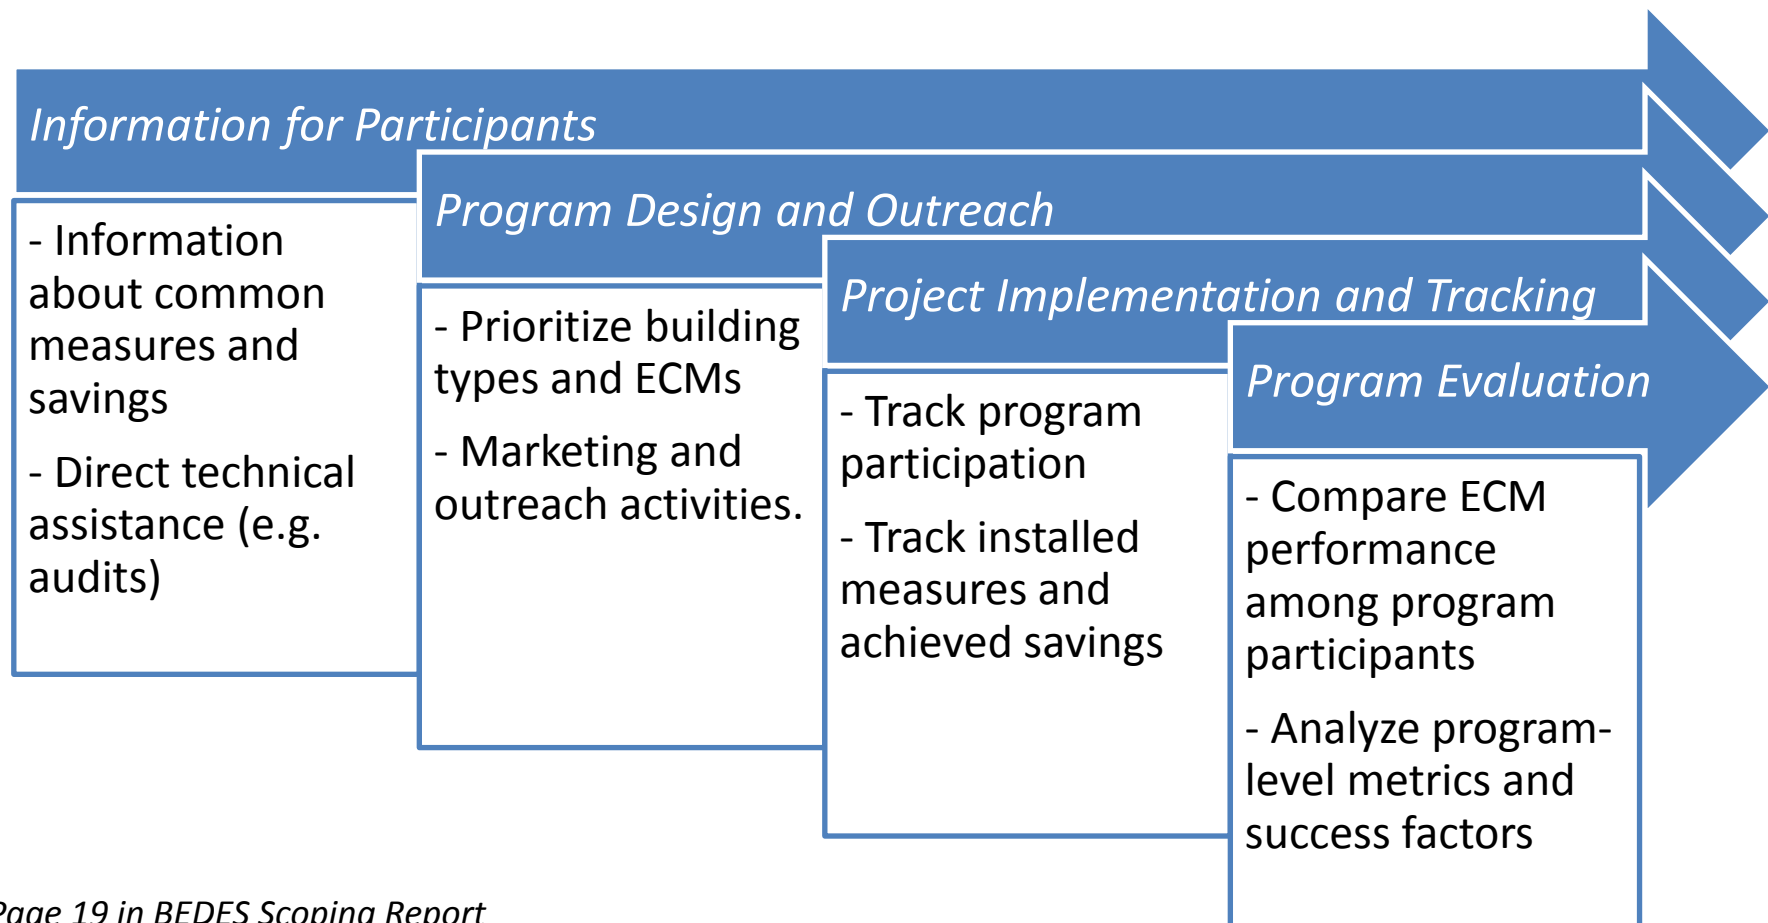 Information for Participants
- Information
about common
measures and
savings
- Direct technical
assistance (e.g.
audits)
Program Design and Outreach
- Prioritize building
types and ECMs
- Marketing and
outreach activities.
Project Implementation and Tracking
- Track program
participation
- Track installed
measures and
achieved savings
Program Evaluation
- Compare ECM
performance
among program
participants
- Analyze program-
level metrics and
success factors
Page 19 in BEDES Scoping Report